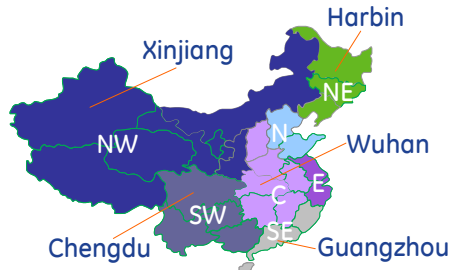 Harbin
Xinjiang
NE
N
Wuhan
NW
E
C
SW
SE
Chengdu
Guangzhou